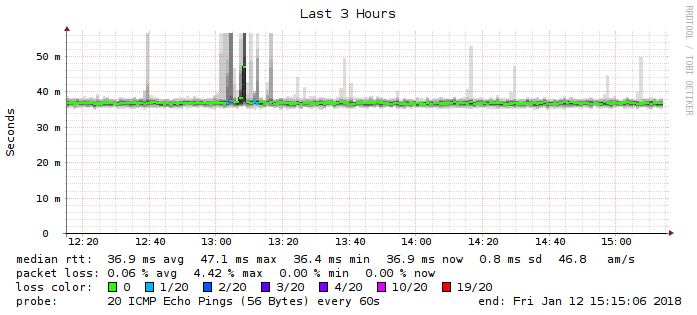 Last 3 Hours
RRDTOOL / TOBI OETIKER
Seconds
50 m
40 m
30 m
20 m
10 m
0
12:20 12:40 13:00 13:20 13:40 14:00 14:20 14:40 15:00
median rtt: 36.9 ms avg 47.1 ms max 36.4 ms min 36.9 ms now 0.8 ms sd 46.8 am/s
packet loss: 0.06 % avg 4.42 % max 0.00 % min 0.00 % now
loss color: 0 1/20 2/20 3/20 4/20 10/20 19/20
probe: 20 ICMP Echo Pings (56 Bytes) every 60s end: Fri Jan 12 15:15:06 2018